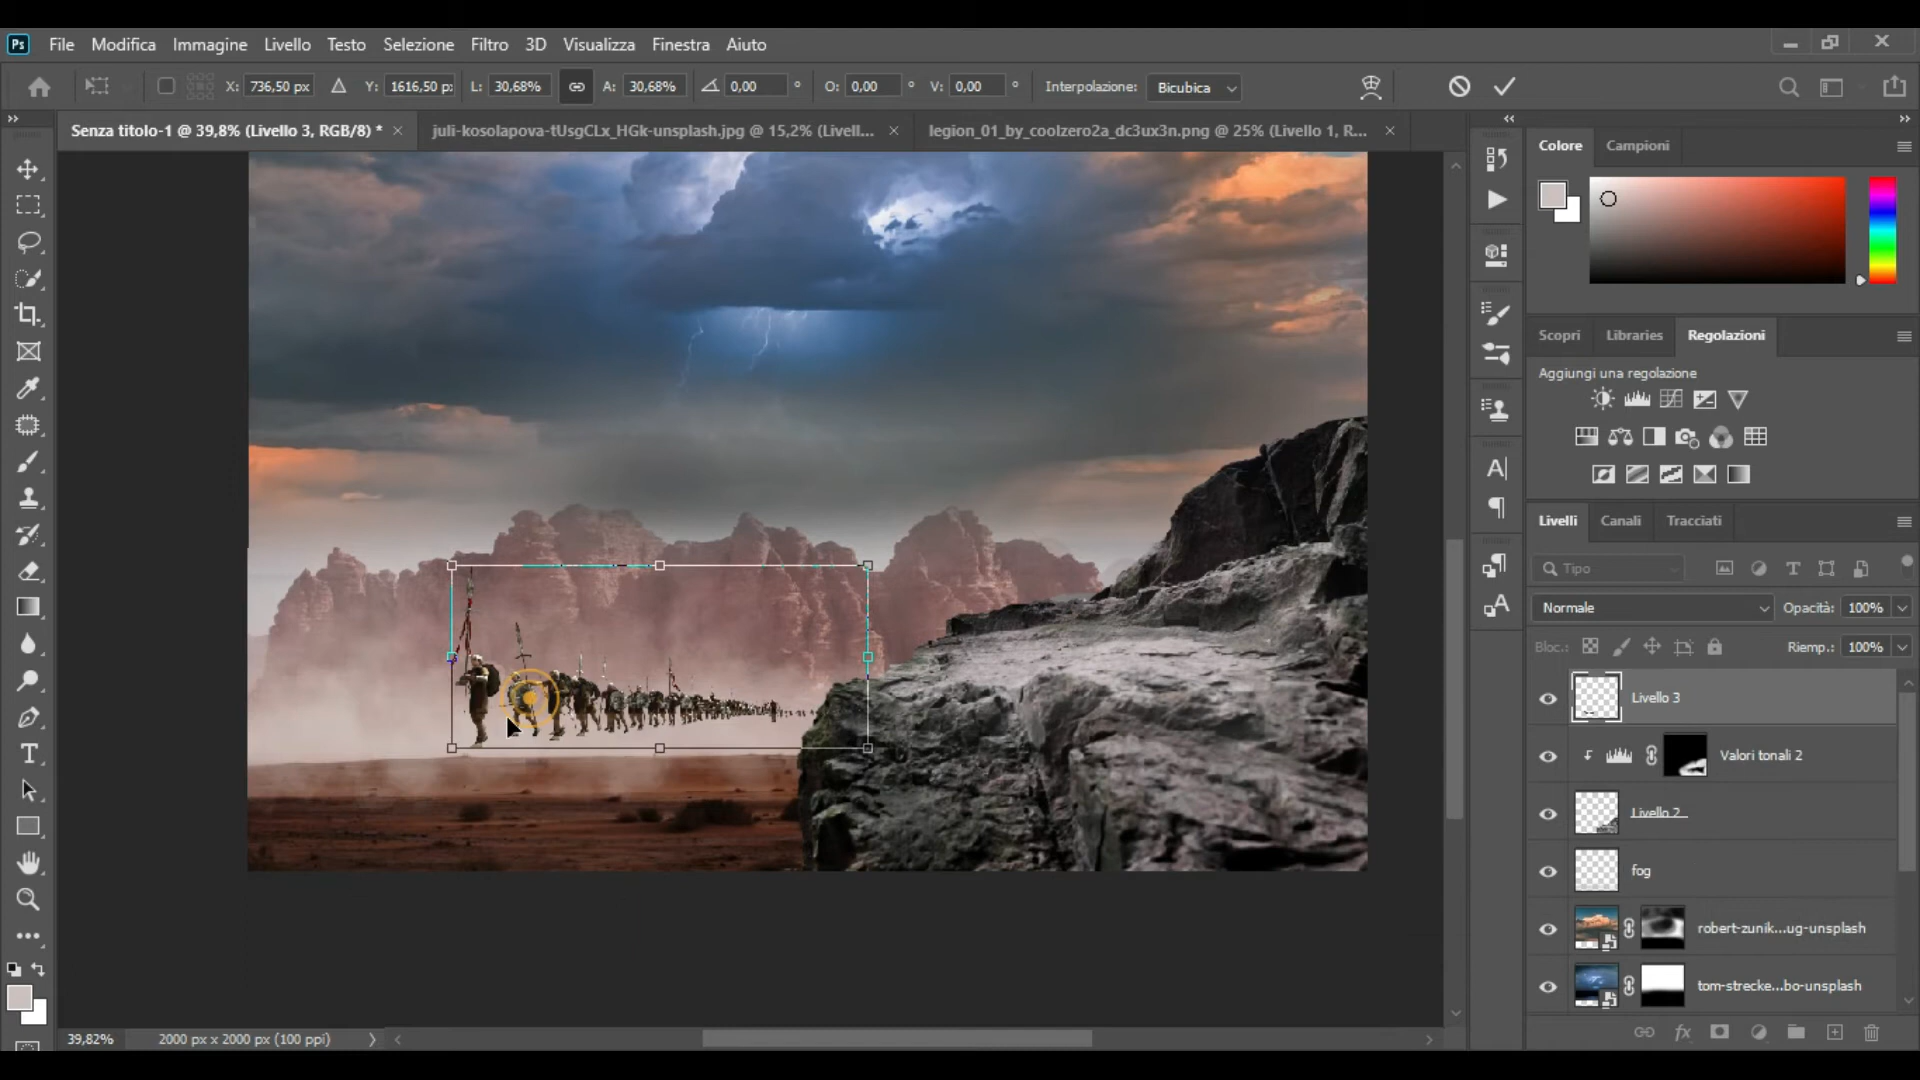 Ps File Modifica Immagine Livello Testo Selezione Filtro 3D Visualizza Finestra Aiuto
X: 736,50 px Y: 1616,50 p: L: 30,68% A: 30,68% 0,00 ° O: 0,00 ° V: 0,00 ° Interpolazione: Bicubica
Senza titolo-1 @ 39,8% (Livello 3, RGB/8) * juli-kosolapova-tUsgCLx_HGk-unsplash.jpg @ 15,2% (Livell... legion_01_by_coolzero2a_dc3ux3n.png @ 25% (Livello 1, R...
Colore Campioni
Scopri Libraries Regolazioni
Aggiungi una regolazione
Livelli Canali Tracciati
Tipo
Normale Opacità: 100%
Bloc.: Riemp.: 100%
Livello 3
Valori tonali 2
Livello 2
fog
robert-zunik...ug-unsplash
tom-strecke...bo-unsplash
39,82% 2000 px x 2000 px (100 ppi)